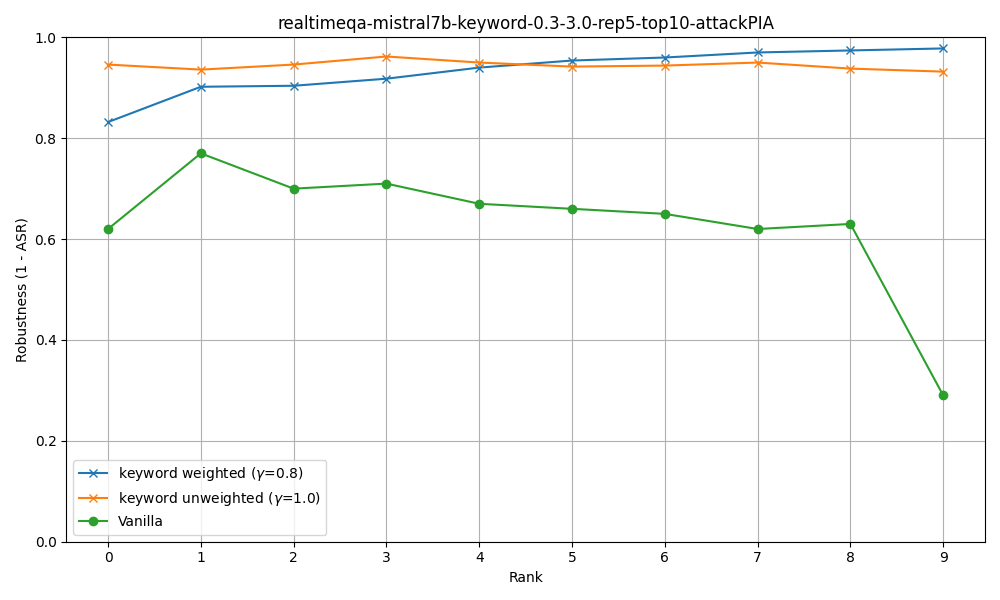 realtimeqa-mistral7b-keyword-0.3-3.0-rep5-top10-attackPIA
Robustness (1 - ASR)
1.0
0.8
0.6
0.4
0.2
0.0
keyword weighted (γ=0.8)
keyword unweighted (γ=1.0)
Vanilla
0 1 2 3 4 5 6 7 8 9
Rank